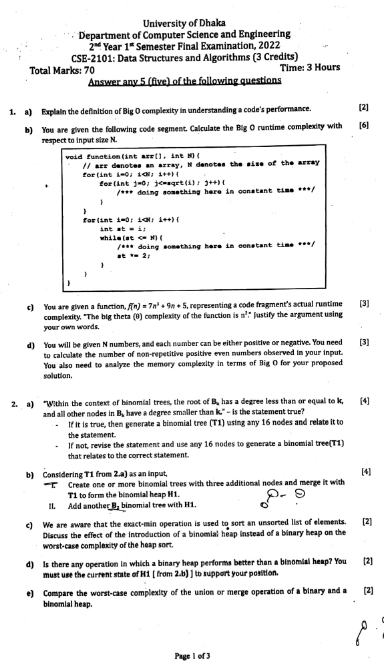 University of Dhaka
Department of Computer Science and Engineering
2nd Year 1st Semester Final Examination, 2022
CSE-2101: Data Structures and Algorithms (3 Credits)
Total Marks: 70 Time: 3 Hours
Answer any 5 (five) of the following questions
1. a) Explain the definition of Big O complexity in understanding a code's performance. [2]
b) You are given the following code segment. Calculate the Big O runtime complexity with [6]
respect to input size N.
void function(int arr[], int N){
// arr denotes an array, N denotes the size of the array
for(int i=0; i<N; i++){
for(int j=0; j<=sqrt(i); j++){
/*** doing something here in constant time ***/
}
}
for(int i=0; i<N; i++){
int st = i;
while(st <= N){
/*** doing something here in constant time ***/
st *= 2;
}
}
}
c) You are given a function, f(n) = 7n³ + 9n + 5, representing a code fragment's actual runtime [3]
complexity. "The big theta (θ) complexity of the function is n³." Justify the argument using
your own words.
d) You will be given N numbers, and each number can be either positive or negative. You need [3]
to calculate the number of non-repetitive positive even numbers observed in your input.
You also need to analyze the memory complexity in terms of Big O for your proposed
solution.
2. a) "Within the context of binomial trees, the root of Bk has a degree less than or equal to k, [4]
and all other nodes in Bk have a degree smaller than k." – is the statement true?
- If it is true, then generate a binomial tree (T1) using any 16 nodes and relate it to
the statement.
- If not, revise the statement and use any 16 nodes to generate a binomial tree(T1)
that relates to the correct statement.
b) Considering T1 from 2.a) as an input, [4]
I. Create one or more binomial trees with three additional nodes and merge it with
T1 to form the binomial heap H1.
II. Add another B2 binomial tree with H1.
c) We are aware that the exact-min operation is used to sort an unsorted list of elements. [2]
Discuss the effect of the introduction of a binomial heap instead of a binary heap on the
worst-case complexity of the heap sort.
d) Is there any operation in which a binary heap performs better than a binomial heap? You [2]
must use the current state of H1 [ from 2.b) ] to support your position.
e) Compare the worst-case complexity of the union or merge operation of a binary and a [2]
binomial heap.
Page 1 of 3